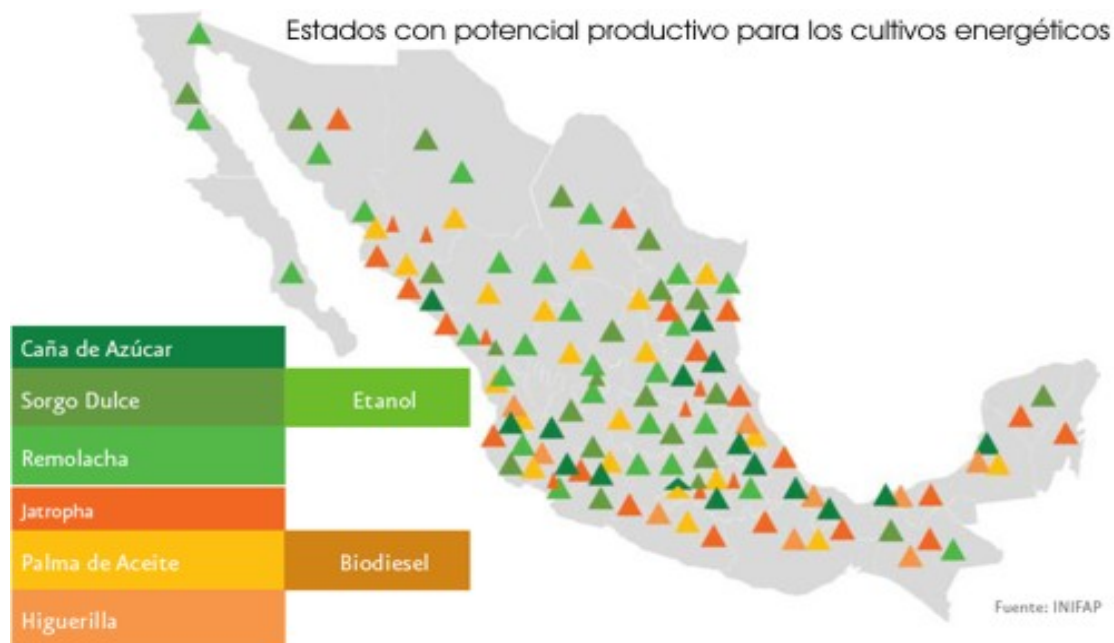 Estados con potencial productivo para los cultivos energéticos
Caña de Azúcar
Sorgo Dulce
Etanol
Remolacha
Jatropha
Palma de Aceite
Biodiesel
Higuerilla
Fuente: INIFAP